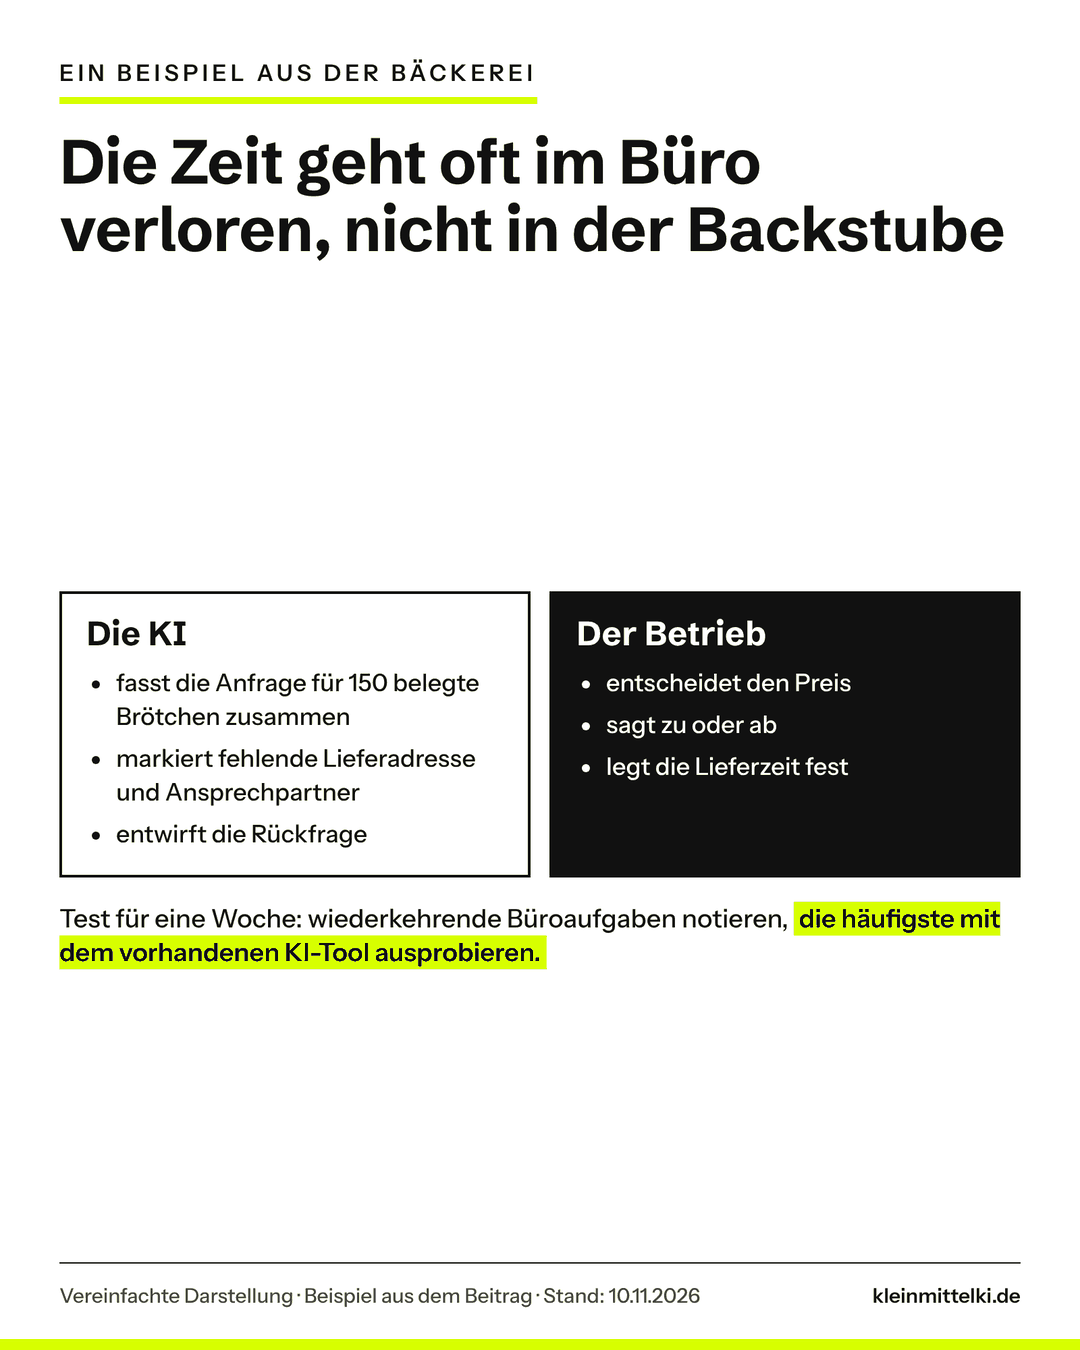 EIN BEISPIEL AUS DER BÄCKEREI
Die Zeit geht oft im Büro
verloren, nicht in der Backstube
Die KI
• fasst die Anfrage für 150 belegte
Brötchen zusammen
• markiert fehlende Lieferadresse
und Ansprechpartner
• entwirft die Rückfrage
Der Betrieb
• entscheidet den Preis
• sagt zu oder ab
• legt die Lieferzeit fest
Test für eine Woche: wiederkehrende Büroaufgaben notieren, die häufigste mit
dem vorhandenen KI-Tool ausprobieren.
Vereinfachte Darstellung · Beispiel aus dem Beitrag · Stand: 10.11.2026
kleinmittelki.de